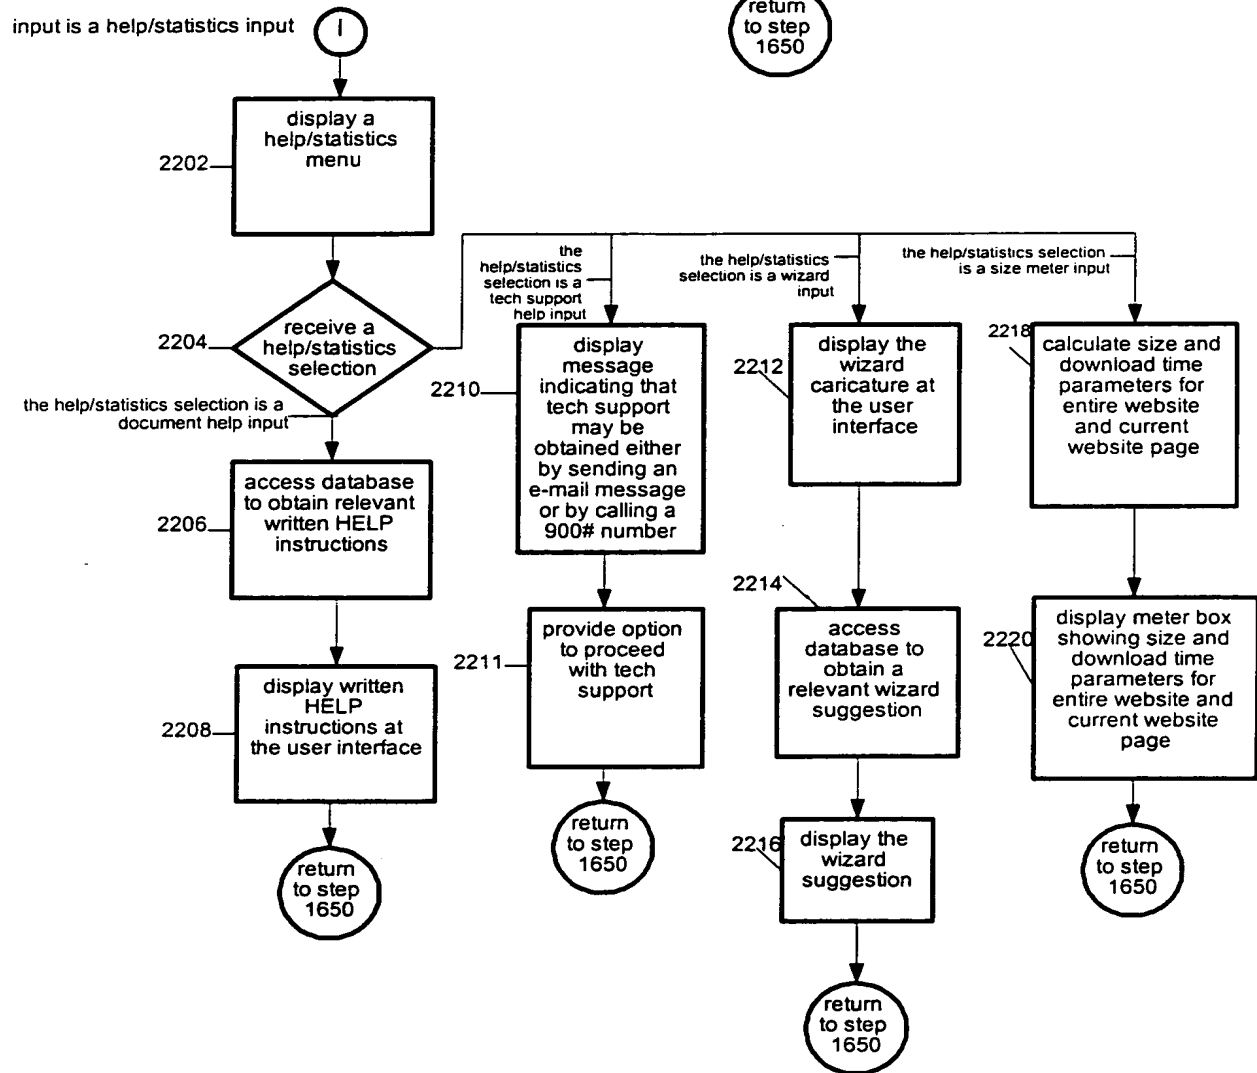 input is a help/statistics input
I
return
to step
1650
display a
help/statistics
menu
2202
receive a
help/statistics
selection
2204
the help/statistics selection is a
document help input
access database
to obtain relevant
written HELP
instructions
2206
display written
HELP
instructions at
the user interface
2208
return
to step
1650
the
help/statistics
selection is a
tech support
help input
display
message
indicating that
tech support
may be
obtained either
by sending an
e-mail message
or by calling a
900# number
2210
provide option
to proceed
with tech
support
2211
return
to step
1650
the help/statistics
selection is a wizard
input
display the
wizard
caricature at
the user
interface
2212
2214
access
database to
obtain a
relevant wizard
suggestion
2216
display the
wizard
suggestion
return
to step
1650
the help/statistics selection
is a size meter input
2218
calculate size and
download time
parameters for
entire website
and current
website page
2220
display meter box
showing size and
download time
parameters for
entire website and
current website
page
return
to step
1650